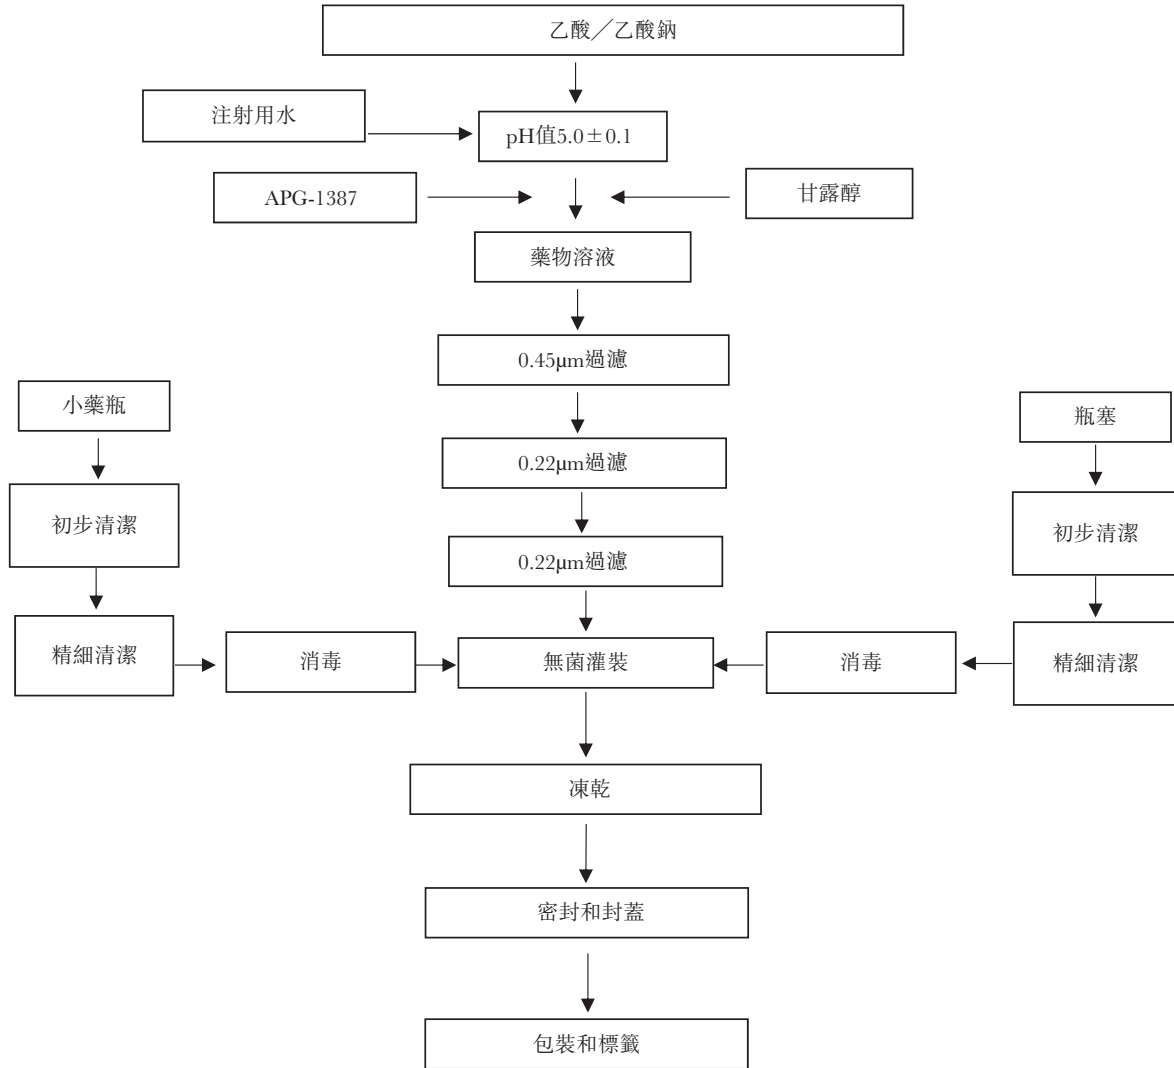 乙酸／乙酸鈉
注射用水
pH值5.0±0.1
APG-1387
甘露醇
藥物溶液
0.45μm過濾
小藥瓶
瓶塞
0.22μm過濾
初步清潔
初步清潔
0.22μm過濾
精細清潔
消毒
無菌灌裝
消毒
精細清潔
凍乾
密封和封蓋
包裝和標籤